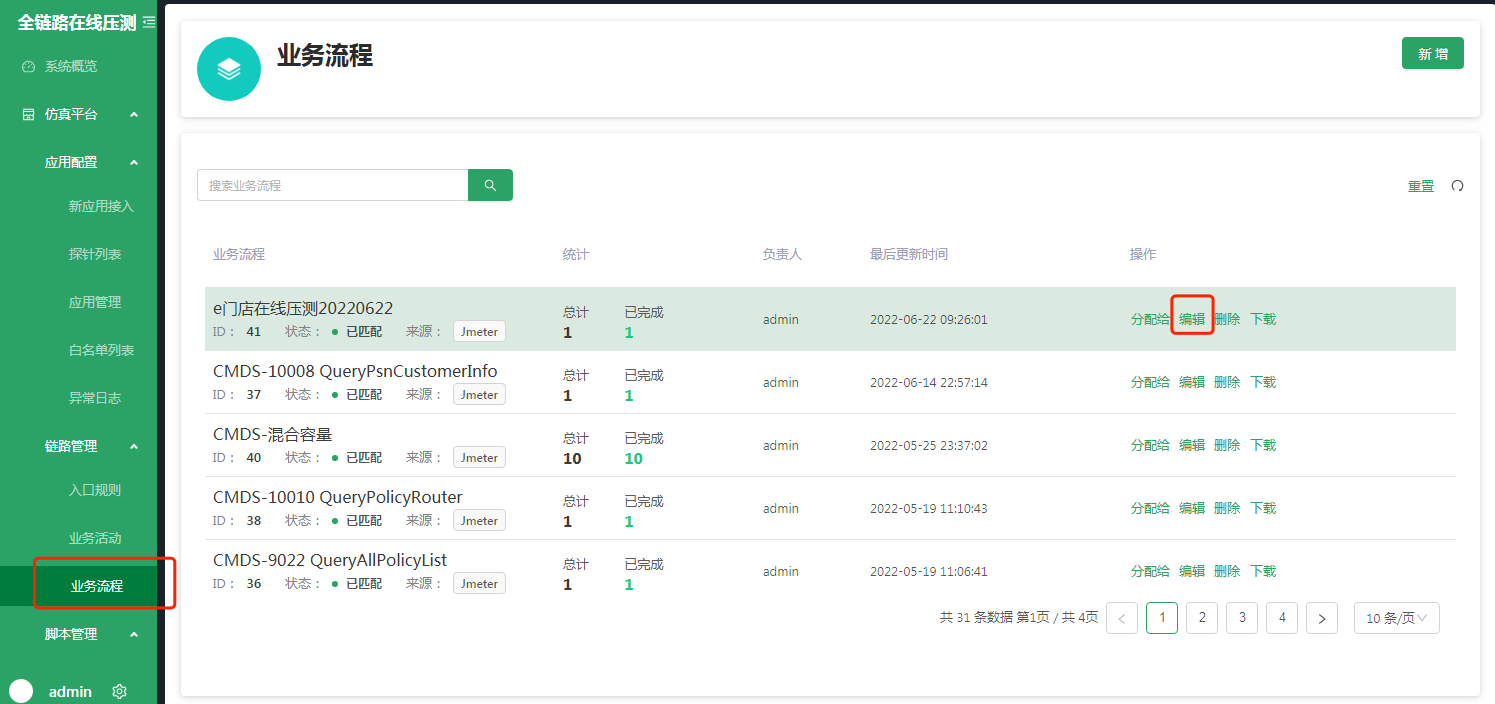 全链路在线压测
系统概览
仿真平台
应用配置
新应用接入
探针列表
应用管理
白名单列表
异常日志
链路管理
入口规则
业务活动
业务流程
脚本管理
admin
业务流程
新 增
搜索业务流程
重置
业务流程 统计 负责人 最后更新时间 操作
e门店在线压测20220622
ID： 41 状态： 已匹配 来源： Jmeter
总计 已完成
1 1
admin 2022-06-22 09:26:01 分配给 编辑 删除 下载
CMDS-10008 QueryPsnCustomerInfo
ID： 37 状态： 已匹配 来源： Jmeter
总计 已完成
1 1
admin 2022-06-14 22:57:14 分配给 编辑 删除 下载
CMDS-混合容量
ID： 40 状态： 已匹配 来源： Jmeter
总计 已完成
10 10
admin 2022-05-25 23:37:02 分配给 编辑 删除 下载
CMDS-10010 QueryPolicyRouter
ID： 38 状态： 已匹配 来源： Jmeter
总计 已完成
1 1
admin 2022-05-19 11:10:43 分配给 编辑 删除 下载
CMDS-9022 QueryAllPolicyList
ID： 36 状态： 已匹配 来源： Jmeter
总计 已完成
1 1
admin 2022-05-19 11:06:41 分配给 编辑 删除 下载
共 31 条数据 第1页 / 共 4页 < 1 2 3 4 > 10 条/页